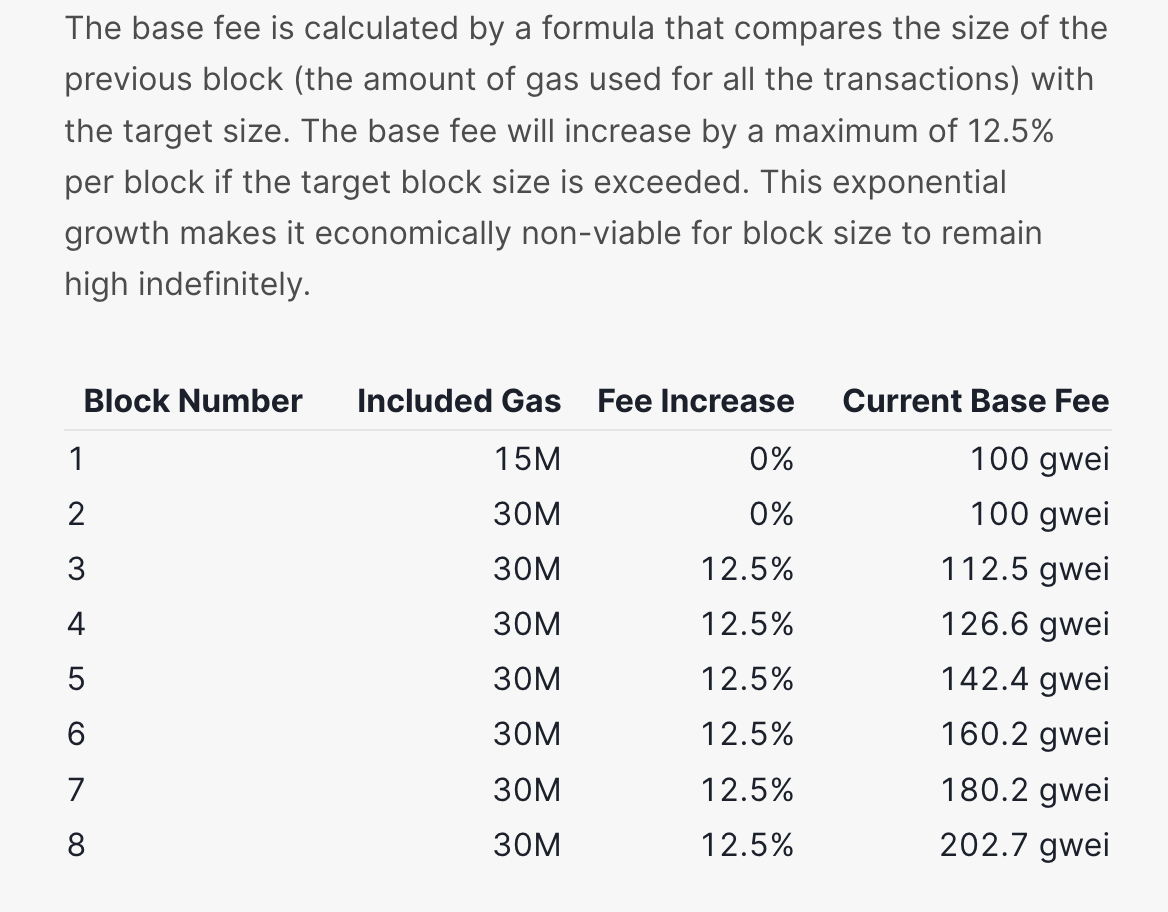 The base fee is calculated by a formula that compares the size of the
previous block (the amount of gas used for all the transactions) with
the target size. The base fee will increase by a maximum of 12.5%
per block if the target block size is exceeded. This exponential
growth makes it economically non-viable for block size to remain
high indefinitely.
Block Number Included Gas Fee Increase Current Base Fee
1 15M 0% 100 gwei
2 30M 0% 100 gwei
3 30M 12.5% 112.5 gwei
4 30M 12.5% 126.6 gwei
5 30M 12.5% 142.4 gwei
6 30M 12.5% 160.2 gwei
7 30M 12.5% 180.2 gwei
8 30M 12.5% 202.7 gwei